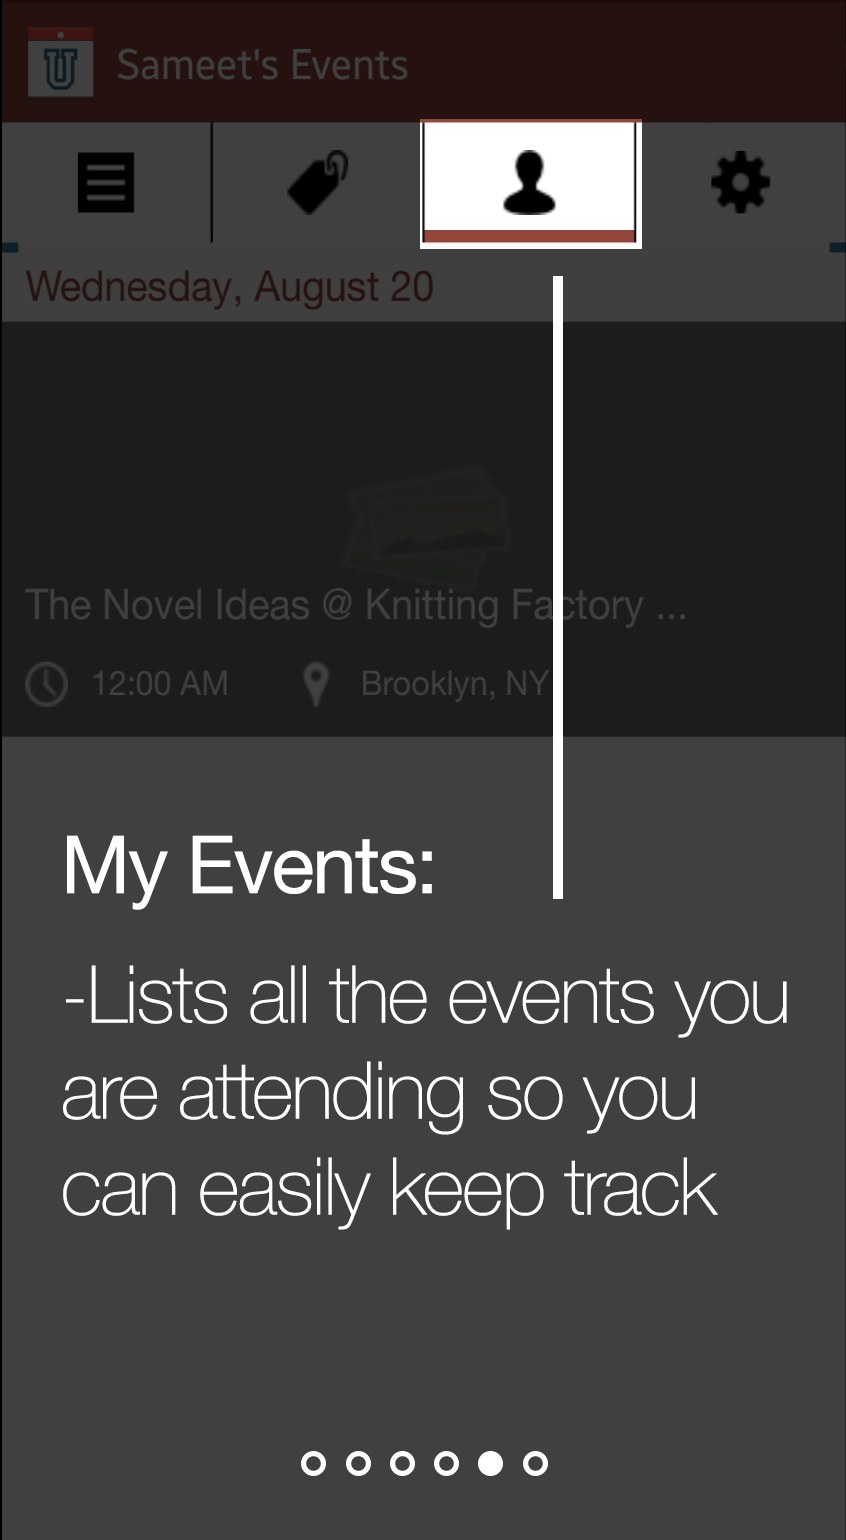 U
Sameet's Events
Wednesday, August 20
The Novel Ideas @ Knitting Factory ...
12:00 AM
Brooklyn, NY
My Events:
-Lists all the events you
are attending so you
can easily keep track